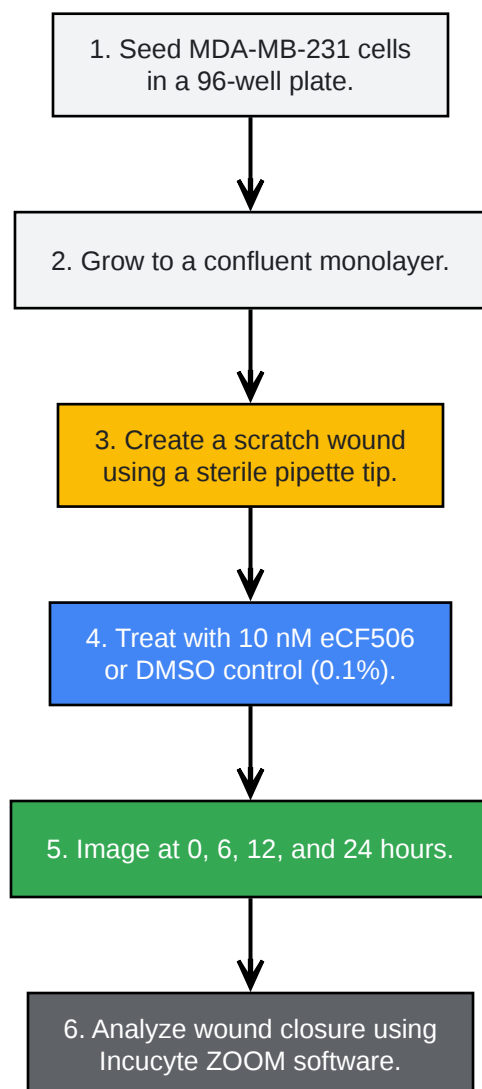 1. Seed MDA-MB-231 cells
in a 96-well plate.
2. Grow to a confluent monolayer.
3. Create a scratch wound
using a sterile pipette tip.
4. Treat with 10 nM eCF506
or DMSO control (0.1%).
5. Image at 0, 6, 12, and 24 hours.
6. Analyze wound closure using
Incucyte ZOOM software.